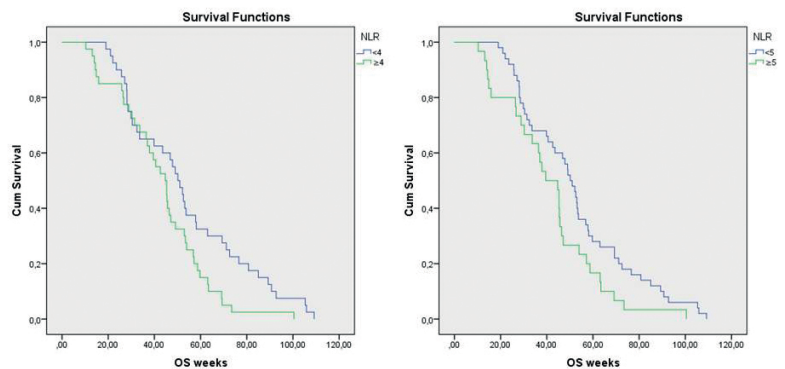 Survival Functions
NLR
<4
≥4
1,0
0,8
0,6
0,4
0,2
0,0
Cum Survival
,00 20,00 40,00 60,00 80,00 100,00 120,00
OS weeks
Survival Functions
NLR
<5
≥5
1,0
0,8
0,6
0,4
0,2
0,0
Cum Survival
,00 20,00 40,00 60,00 80,00 100,00 120,00
OS weeks